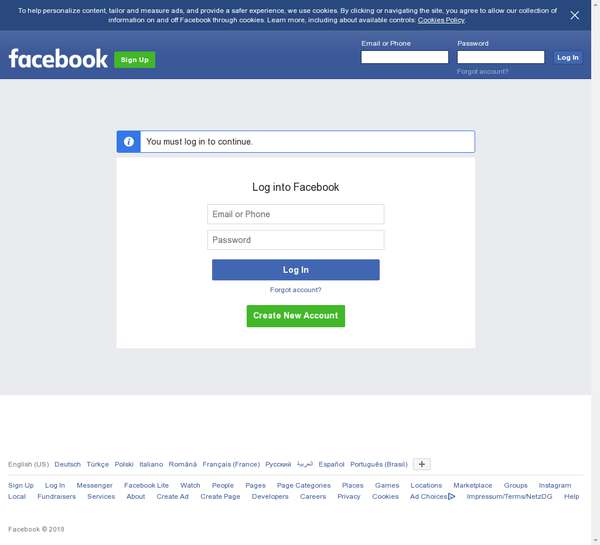 To help personalize content, tailor and measure ads, and provide a safer experience, we use cookies. By clicking or navigating the site, you agree to allow our collection of
information on and off Facebook through cookies. Learn more, including about available controls: Cookies Policy.
facebook
Sign Up
Email or Phone
Password
Log In
Forgot account?
You must log in to continue.
Log into Facebook
Email or Phone
Password
Log In
Forgot account?
Create New Account
English (US) Deutsch Türkçe Polski Italiano Română Français (France) Русский العربية Español Português (Brasil)
Sign Up Log In Messenger Facebook Lite Watch People Pages Page Categories Places Games Locations Marketplace Groups Instagram
Local Fundraisers Services About Create Ad Create Page Developers Careers Privacy Cookies Ad Choices Impressum/Terms/NetzDG Help
Facebook © 2019